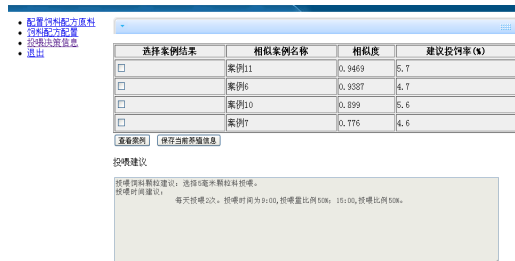 配置饲料配方原料
饲料配方配置
投喂决策信息
退出
选择案例结果 相似案例名称 相似度 建议投饲率(%)
案例11 0.9469 5.7
案例6 0.9387 4.7
案例10 0.899 5.6
案例7 0.776 4.6
查看案例 保存当前养殖信息
投喂建议
投喂饲料颗粒建议：选择5毫米颗粒料投喂。
投喂时间建议：
每天投喂2次。投喂时间为9:00,投喂量比例50%；15:00,投喂比例50%。